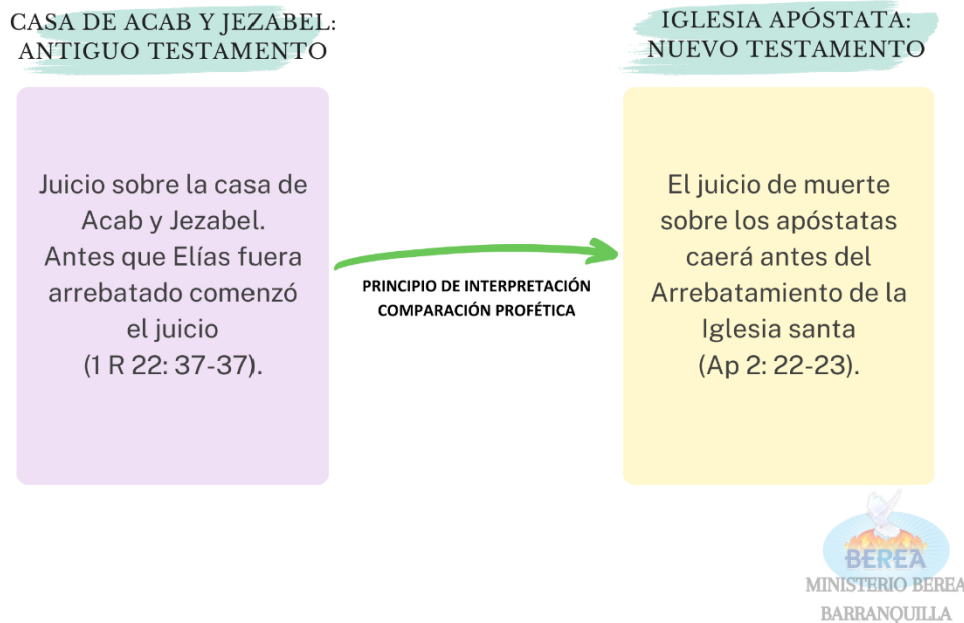 CASA DE ACAB Y JEZABEL:
ANTIGUO TESTAMENTO
Juicio sobre la casa de
Acab y Jezabel.
Antes que Elías fuera
arrebatado comenzó
el juicio
(1 R 22: 37-37).
PRINCIPIO DE INTERPRETACIÓN
COMPARACIÓN PROFÉTICA
IGLESIA APÓSTATA:
NUEVO TESTAMENTO
El juicio de muerte
sobre los apóstatas
caerá antes del
Arrebatamiento de la
Iglesia santa
(Ap 2: 22-23).
BEREA
MINISTERIO BEREA
BARRANQUILLA